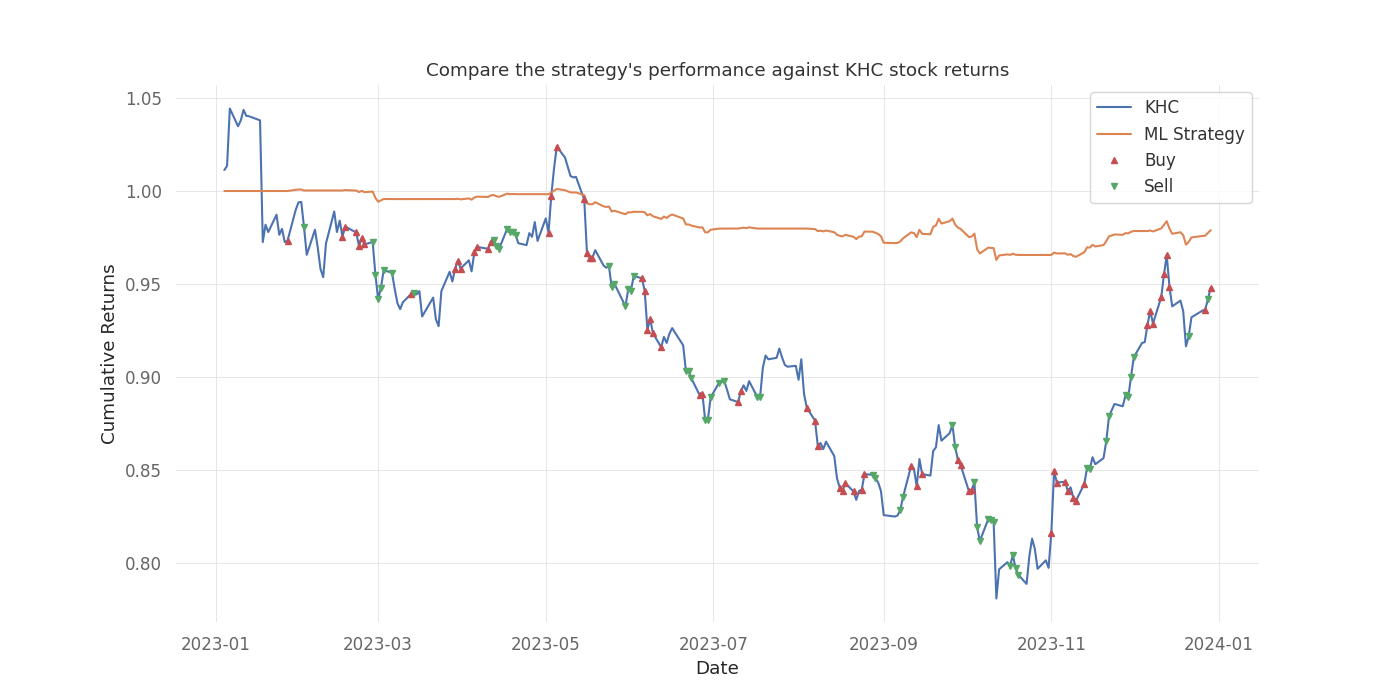 Compare the strategy's performance against KHC stock returns
KHC
ML Strategy
Buy
Sell
Cumulative Returns
1.05
1.00
0.95
0.90
0.85
0.80
2023-01
2023-03
2023-05
2023-07
2023-09
2023-11
2024-01
Date